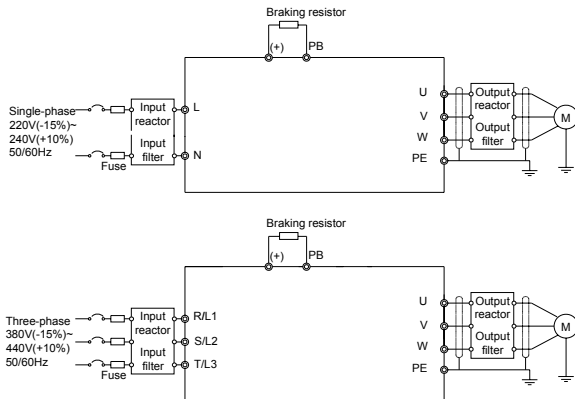 Braking resistor
(+)
PB
Single-phase
220V(-15%)~
240V(+10%)
50/60Hz
Fuse
Input
reactor
Input
filter
L
N
U
V
W
PE
Output
reactor
Output
filter
M
Braking resistor
(+)
PB
Three-phase
380V(-15%)~
440V(+10%)
50/60Hz
Fuse
Input
reactor
Input
filter
R/L1
S/L2
T/L3
U
V
W
PE
Output
reactor
Output
filter
M